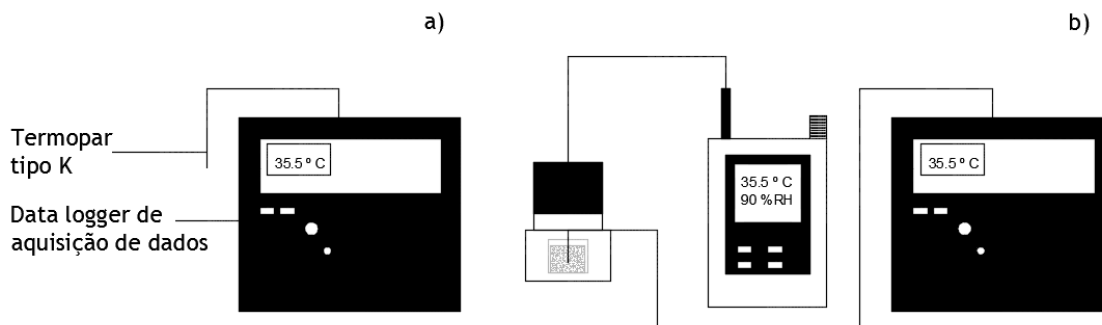 a)
b)
Termopar
tipo K
35.5 º C
Data logger de
aquisição de dados
35.5 º C
90 %RH
35.5 º C